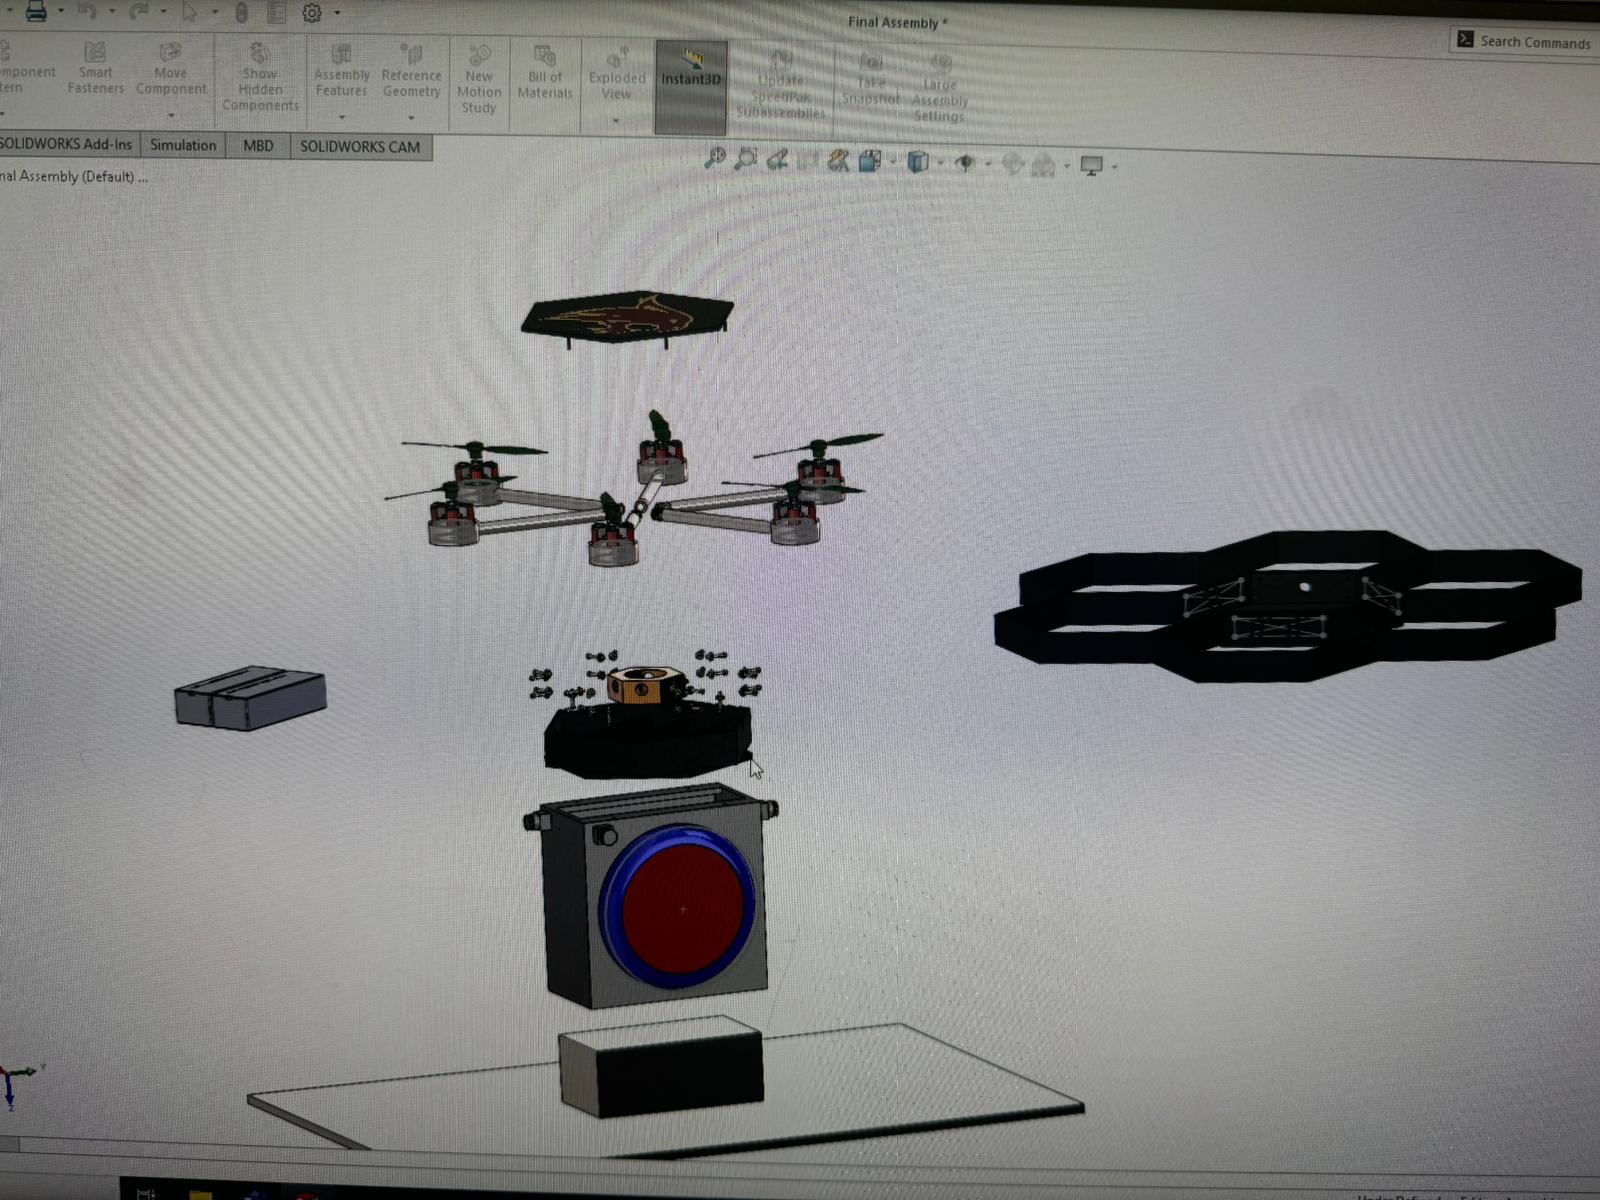 Final Assembly *
Search Commands
Smart
Fasteners
Move
Component
Show
Hidden
Components
Assembly
Features
Reference
Geometry
New
Motion
Study
Bill of
Materials
Exploded
View
Instant3D
Update
SpeedPak
Subassemblies
Take
Snapshot
Large
Assembly
Settings
SOLIDWORKS Add-Ins
Simulation
MBD
SOLIDWORKS CAM
nal Assembly (Default) ...
Y
Z